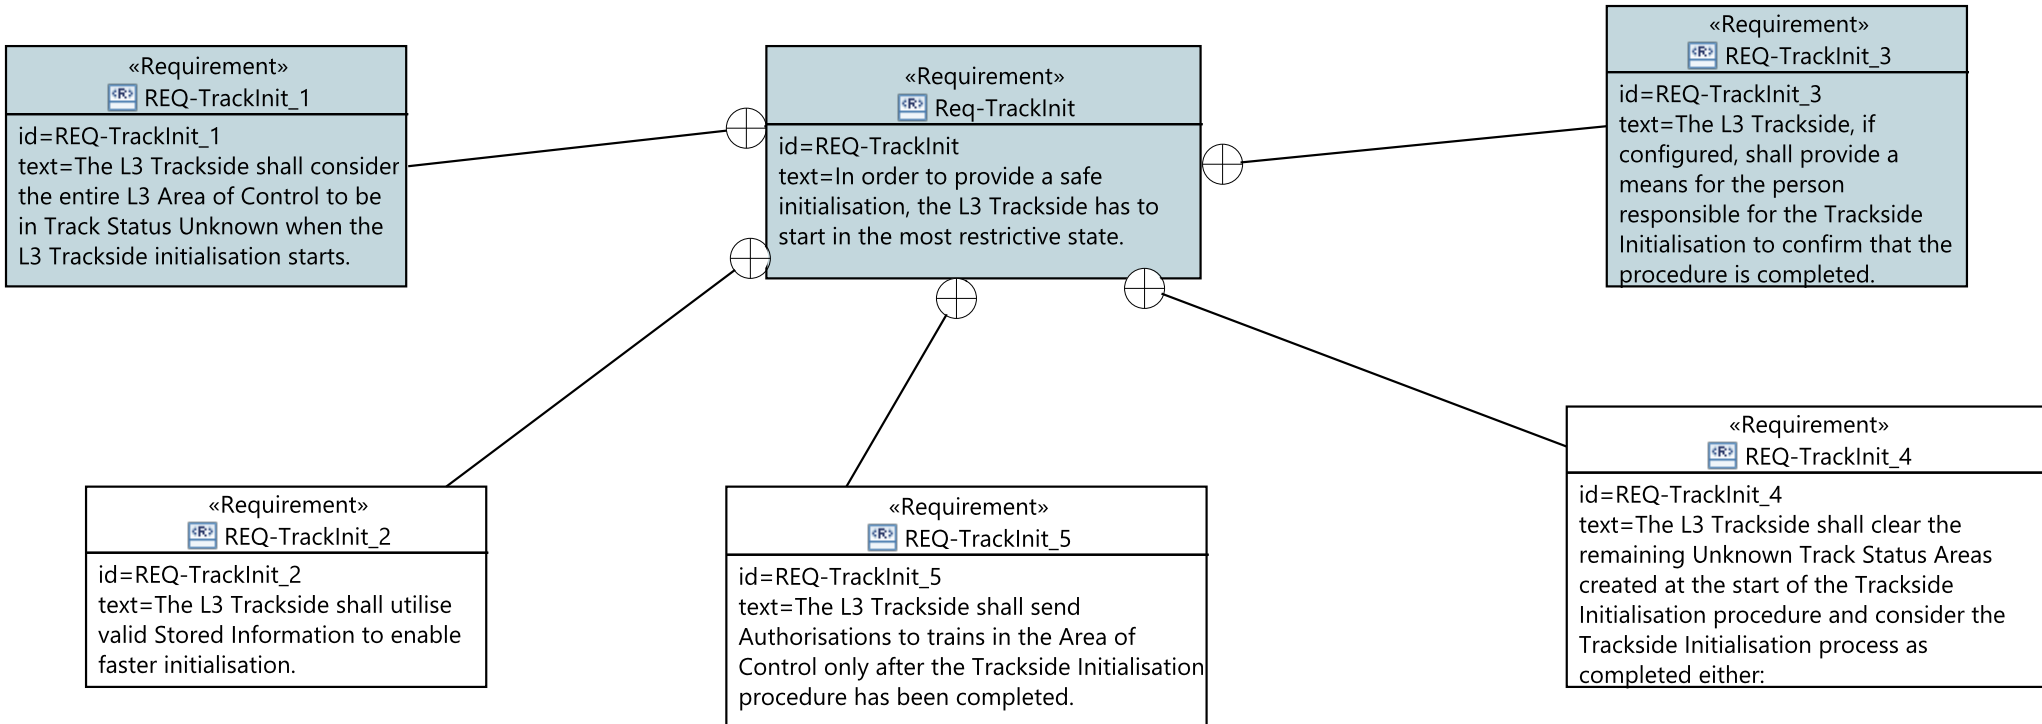 «Requirement»
REQ-TrackInit_1
id=REQ-TrackInit_1
text=The L3 Trackside shall consider
the entire L3 Area of Control to be
in Track Status Unknown when the
L3 Trackside initialisation starts.
«Requirement»
Req-TrackInit
id=REQ-TrackInit
text=In order to provide a safe
initialisation, the L3 Trackside has to
start in the most restrictive state.
«Requirement»
REQ-TrackInit_3
id=REQ-TrackInit_3
text=The L3 Trackside, if
configured, shall provide a
means for the person
responsible for the Trackside
Initialisation to confirm that the
procedure is completed.
«Requirement»
REQ-TrackInit_2
id=REQ-TrackInit_2
text=The L3 Trackside shall utilise
valid Stored Information to enable
faster initialisation.
«Requirement»
REQ-TrackInit_5
id=REQ-TrackInit_5
text=The L3 Trackside shall send
Authorisations to trains in the Area of
Control only after the Trackside Initialisation
procedure has been completed.
«Requirement»
REQ-TrackInit_4
id=REQ-TrackInit_4
text=The L3 Trackside shall clear the
remaining Unknown Track Status Areas
created at the start of the Trackside
Initialisation procedure and consider the
Trackside Initialisation process as
completed either: